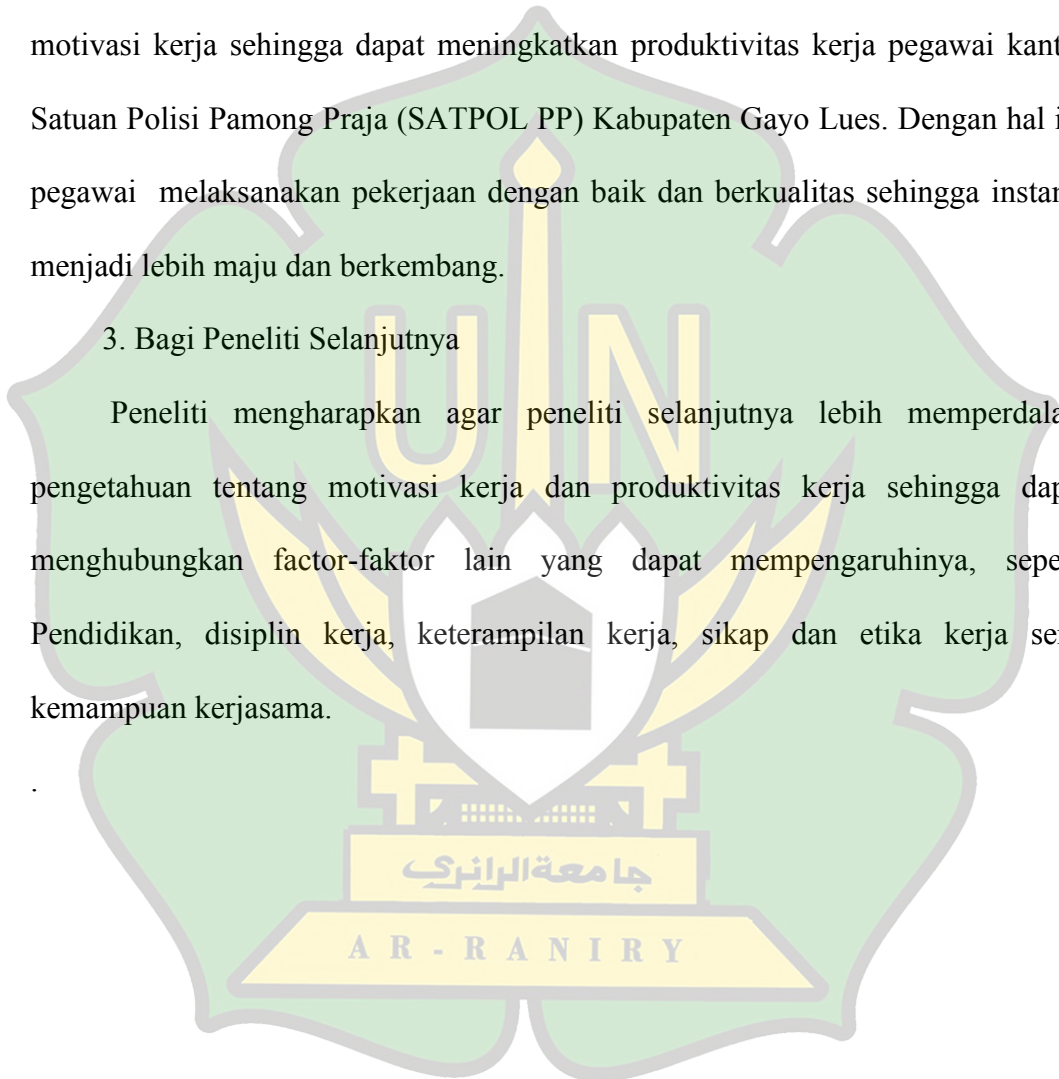 motivasi kerja sehingga dapat meningkatkan produktivitas kerja pegawai kant
Satuan Polisi Pamong Praja (SATPOL PP) Kabupaten Gayo Lues. Dengan hal i
pegawai melaksanakan pekerjaan dengan baik dan berkualitas sehingga instan
menjadi lebih maju dan berkembang.
3. Bagi Peneliti Selanjutnya
Peneliti mengharapkan agar peneliti selanjutnya lebih memperdala
pengetahuan tentang motivasi kerja dan produktivitas kerja sehingga dap
menghubungkan factor-faktor lain yang dapat mempengaruhinya, sepe
Pendidikan, disiplin kerja, keterampilan kerja, sikap dan etika kerja ser
kemampuan kerjasama.
.
UIN
جامعةالرانري
AR-RANIRY